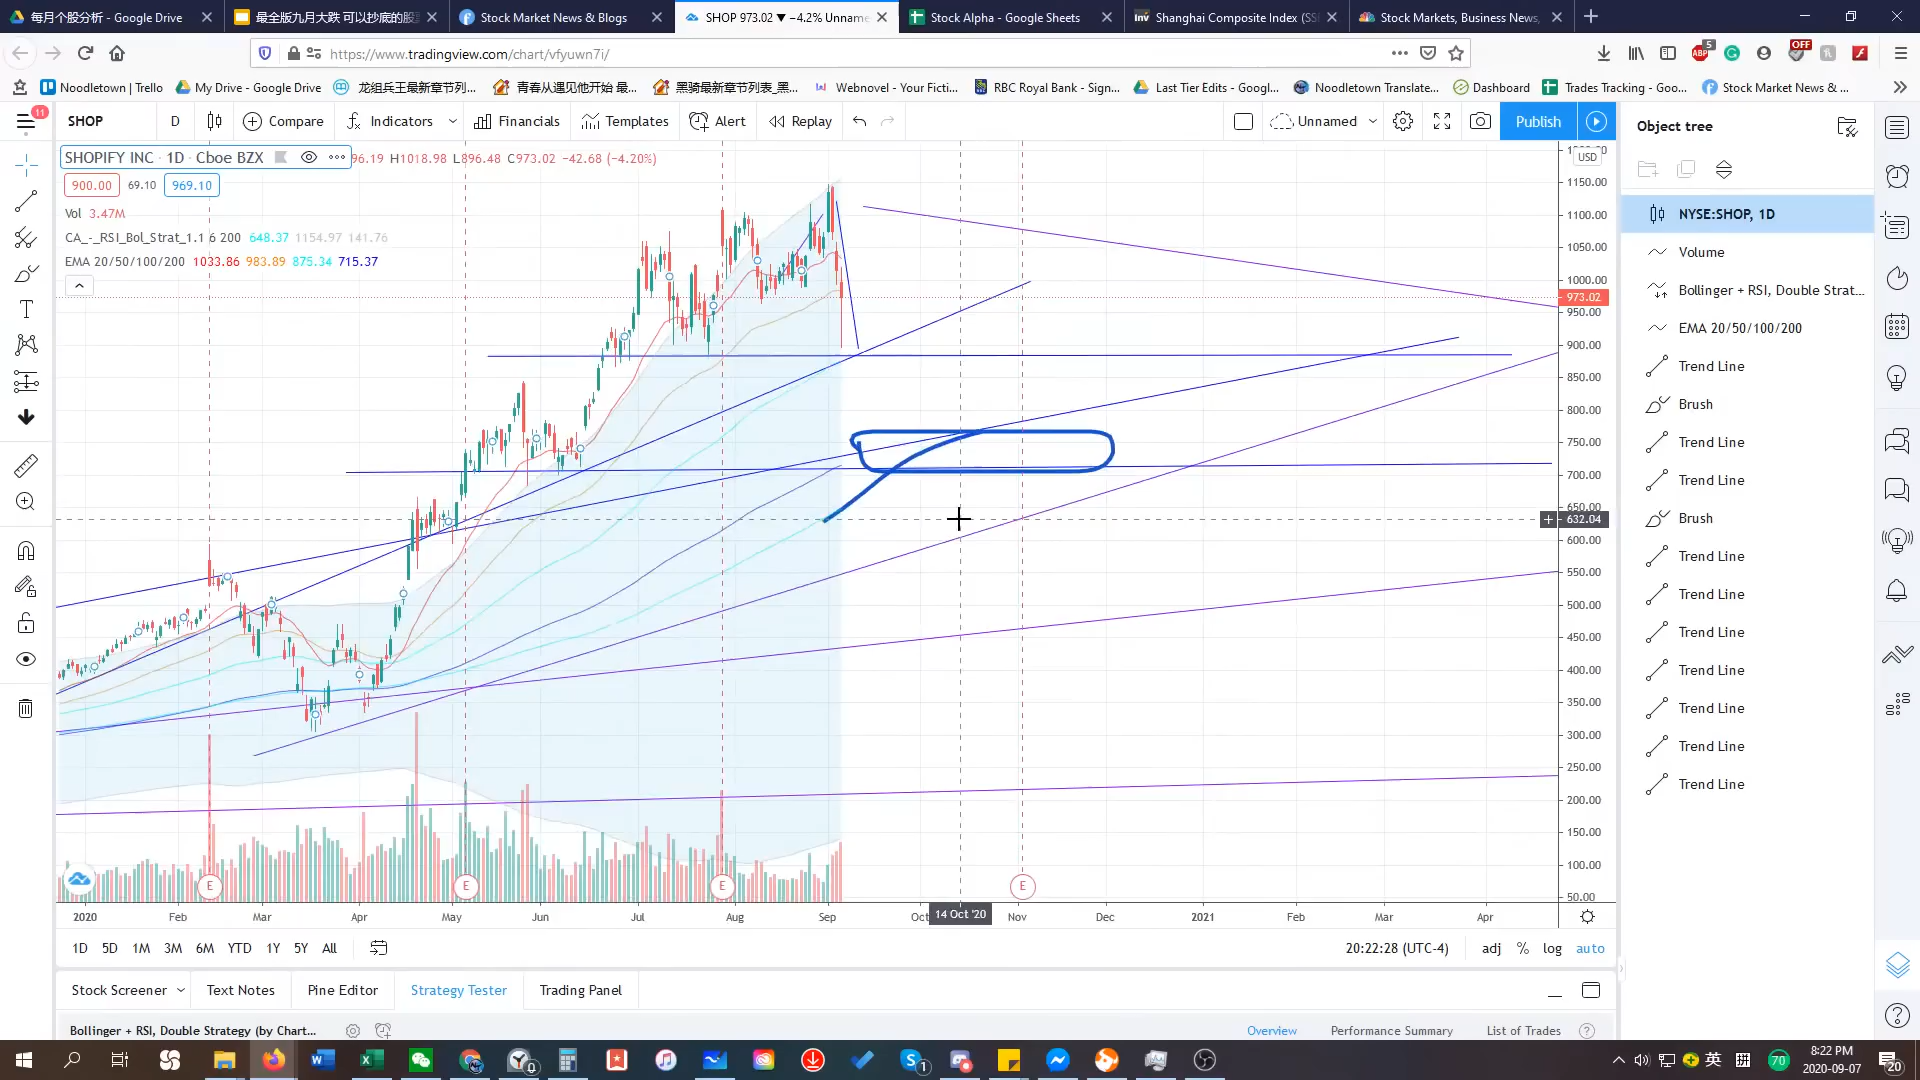 每月个股分析 - Google Drive
最全版九月大跌 可以抄底的股
Stock Market News & Blogs
SHOP 973.02 ▼ −4.2% Unname
Stock Alpha - Google Sheets
Shanghai Composite Index (SSE
Stock Markets, Business News,
https://www.tradingview.com/chart/vfyuwn7i/
Noodletown | Trello
My Drive - Google Drive
龙组兵王最新章节列...
青春从遇见他开始 最...
黑骑最新章节列表_黑...
Webnovel - Your Ficti...
RBC Royal Bank - Sign...
Last Tier Edits - Googl...
Noodletown Translate...
Dashboard
Trades Tracking - Goo...
Stock Market News & ...
11
SHOP
D
Compare
Indicators
Financials
Templates
Alert
Replay
Unnamed
Publish
SHOPIFY INC · 1D · Cboe BZX
96.19 H1018.98 L896.48 C973.02 −42.68 (−4.20%)
900.00 69.10 969.10
Vol 3.47M
CA_-_RSI_Bol_Strat_1.1 6 200 648.37 1154.97 141.76
EMA 20/50/100/200 1033.86 983.89 875.34 715.37
USD
1150.00
1100.00
1050.00
1000.00
973.02
950.00
900.00
850.00
800.00
750.00
700.00
650.00
632.04
600.00
550.00
500.00
450.00
400.00
350.00
300.00
250.00
200.00
150.00
100.00
50.00
E
E
E
E
2020 Feb Mar Apr May Jun Jul Aug Sep Oct 14 Oct '20 Nov Dec 2021 Feb Mar Apr
1D 5D 1M 3M 6M YTD 1Y 5Y All
20:22:28 (UTC-4) adj % log auto
Stock Screener
Text Notes
Pine Editor
Strategy Tester
Trading Panel
Bollinger + RSI, Double Strategy (by Chart...
Overview
Performance Summary
List of Trades
Object tree
NYSE:SHOP, 1D
Volume
Bollinger + RSI, Double Strat...
EMA 20/50/100/200
Trend Line
Brush
Trend Line
Trend Line
Brush
Trend Line
Trend Line
Trend Line
Trend Line
Trend Line
Trend Line
Trend Line
英
拼
70
8:22 PM
2020-09-07
20